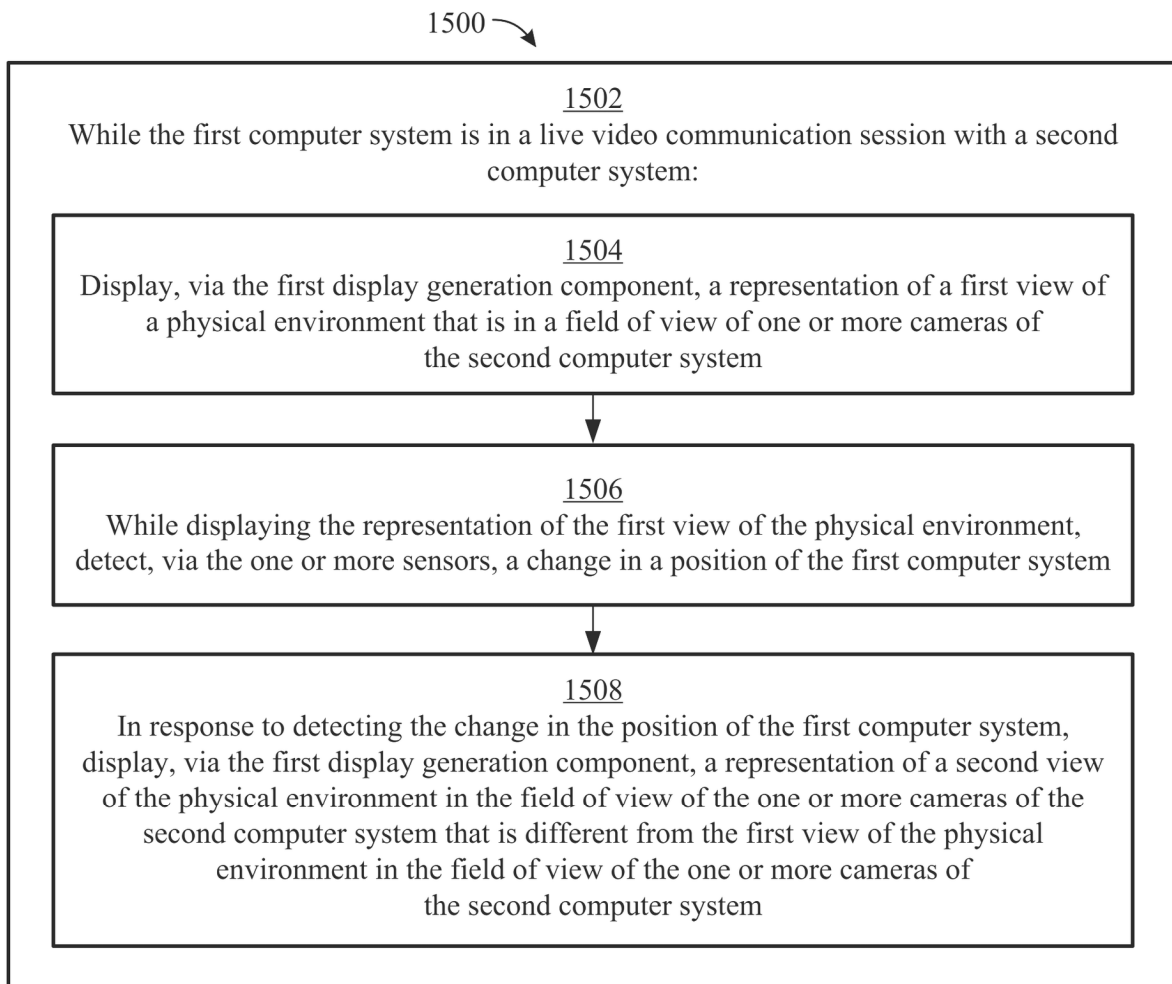 1500
1502
While the first computer system is in a live video communication session with a second
computer system:
1504
Display, via the first display generation component, a representation of a first view of
a physical environment that is in a field of view of one or more cameras of
the second computer system
1506
While displaying the representation of the first view of the physical environment,
detect, via the one or more sensors, a change in a position of the first computer system
1508
In response to detecting the change in the position of the first computer system,
display, via the first display generation component, a representation of a second view
of the physical environment in the field of view of the one or more cameras of the
second computer system that is different from the first view of the physical
environment in the field of view of the one or more cameras of
the second computer system